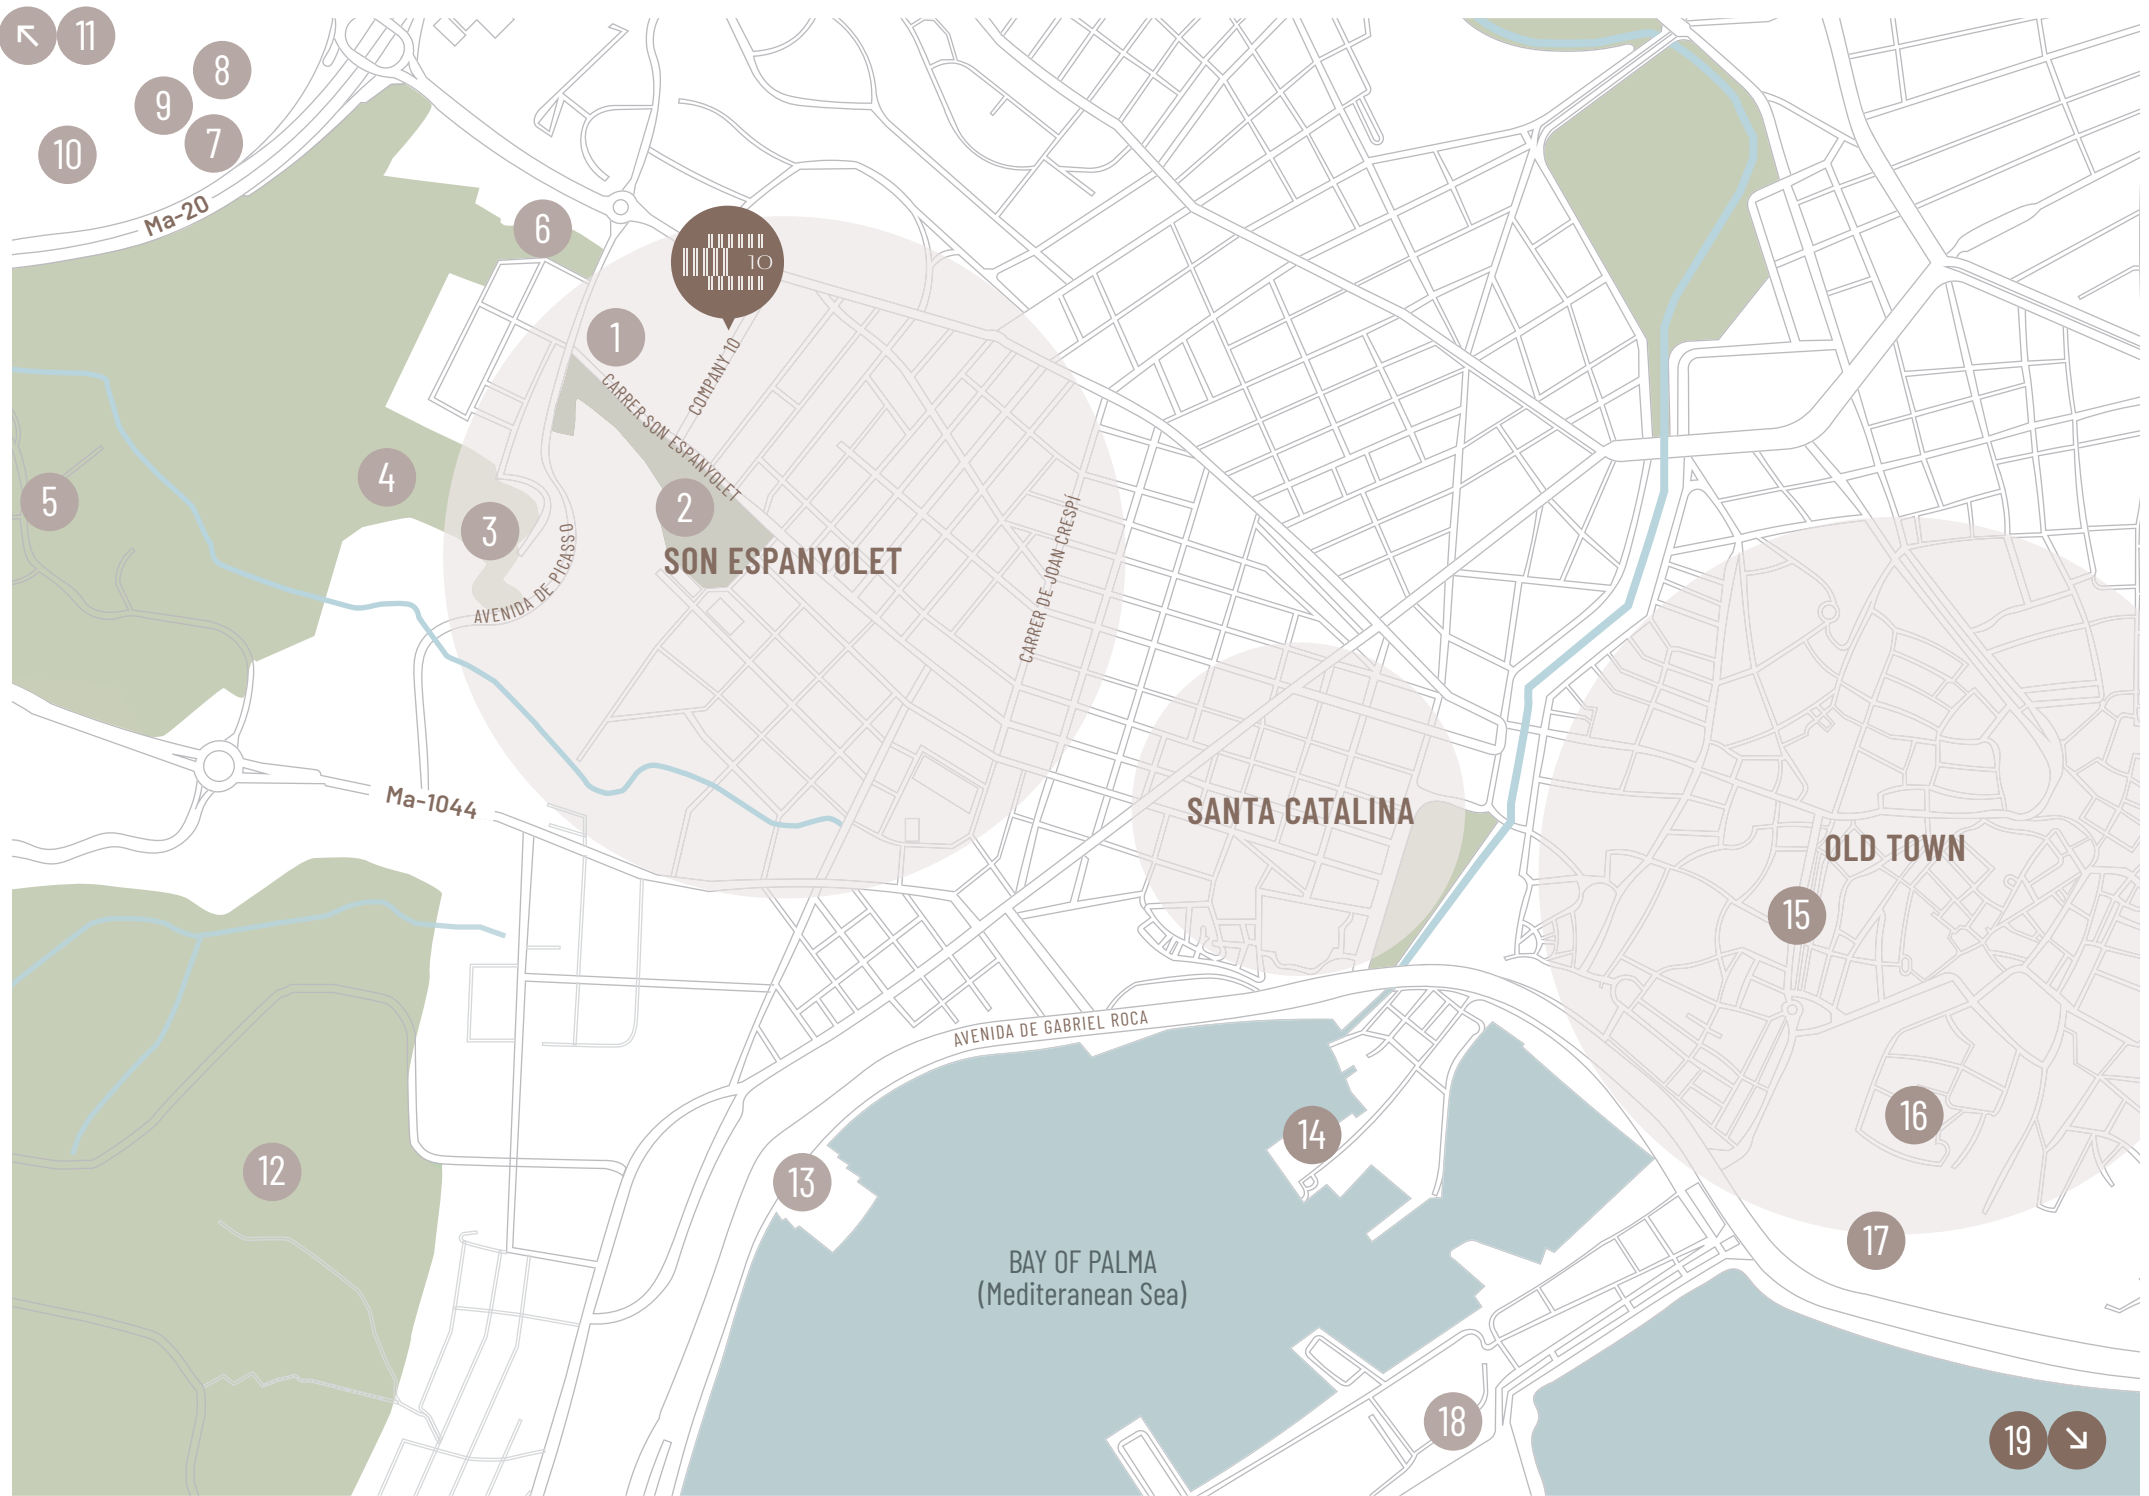 11
8
9
7
10
Ma-20
6
10
1
COMPANY 10
CARRER SON ESPANYOLET
4
5
3
2
AVENIDA DE PICASSO
SON ESPANYOLET
CARRER DE JOAN CRESPÍ
Ma-1044
SANTA CATALINA
OLD TOWN
15
AVENIDA DE GABRIEL ROCA
12
13
14
16
17
BAY OF PALMA
(Mediteranean Sea)
18
19